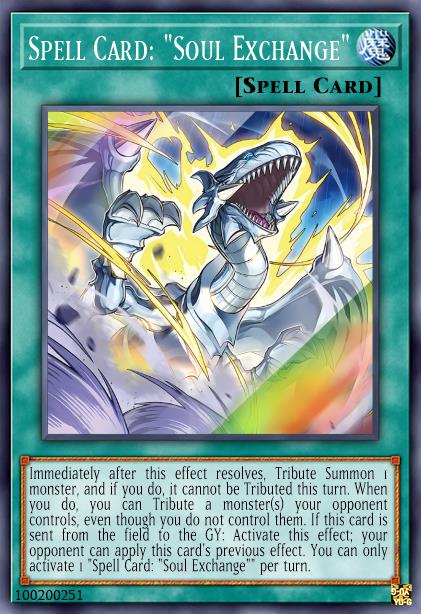 Spell Card: "Soul Exchange"
魔
[Spell Card]
Immediately after this effect resolves, Tribute Summon 1
monster, and if you do, it cannot be Tributed this turn. When
you do, you can Tribute a monster(s) your opponent
controls, even though you do not control them. If this card is
sent from the field to the GY: Activate this effect; your
opponent can apply this card's previous effect. You can only
activate 1 "Spell Card: "Soul Exchange"" per turn.
100200251